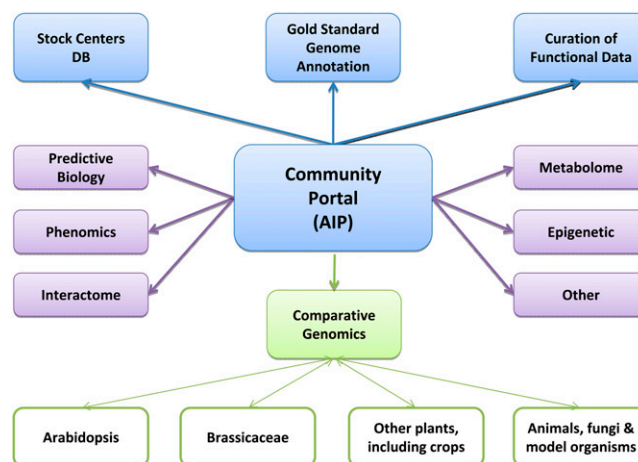 Stock Centers
DB
Gold Standard
Genome
Annotation
Curation of
Functional Data
Predictive
Biology
Phenomics
Interactome
Community
Portal
(AIP)
Metabolome
Epigenetic
Other
Comparative
Genomics
Arabidopsis
Brassicaceae
Other plants,
including crops
Animals, fungi &
model organisms